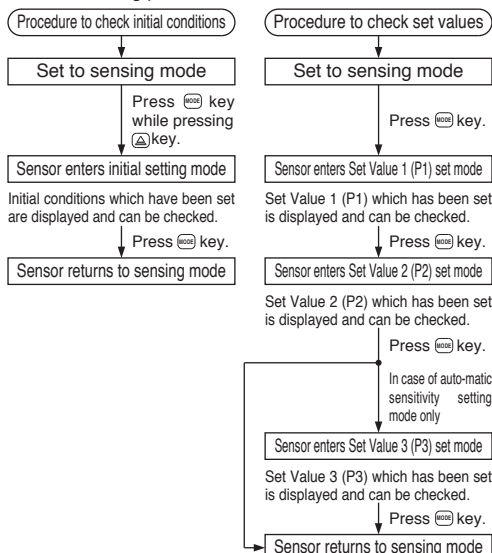 Procedure to check initial conditions
Set to sensing mode
Press MODE key
while pressing
key.
Sensor enters initial setting mode
Initial conditions which have been set
are displayed and can be checked.
Press MODE key.
Sensor returns to sensing mode
Procedure to check set values
Set to sensing mode
Press MODE key.
Sensor enters Set Value 1 (P1) set mode
Set Value 1 (P1) which has been set
is displayed and can be checked.
Press MODE key.
Sensor enters Set Value 2 (P2) set mode
Set Value 2 (P2) which has been set
is displayed and can be checked.
Press MODE key.
In case of auto-matic
sensitivity setting
mode only
Sensor enters Set Value 3 (P3) set mode
Set Value 3 (P3) which has been set
is displayed and can be checked.
Press MODE key.
Sensor returns to sensing mode